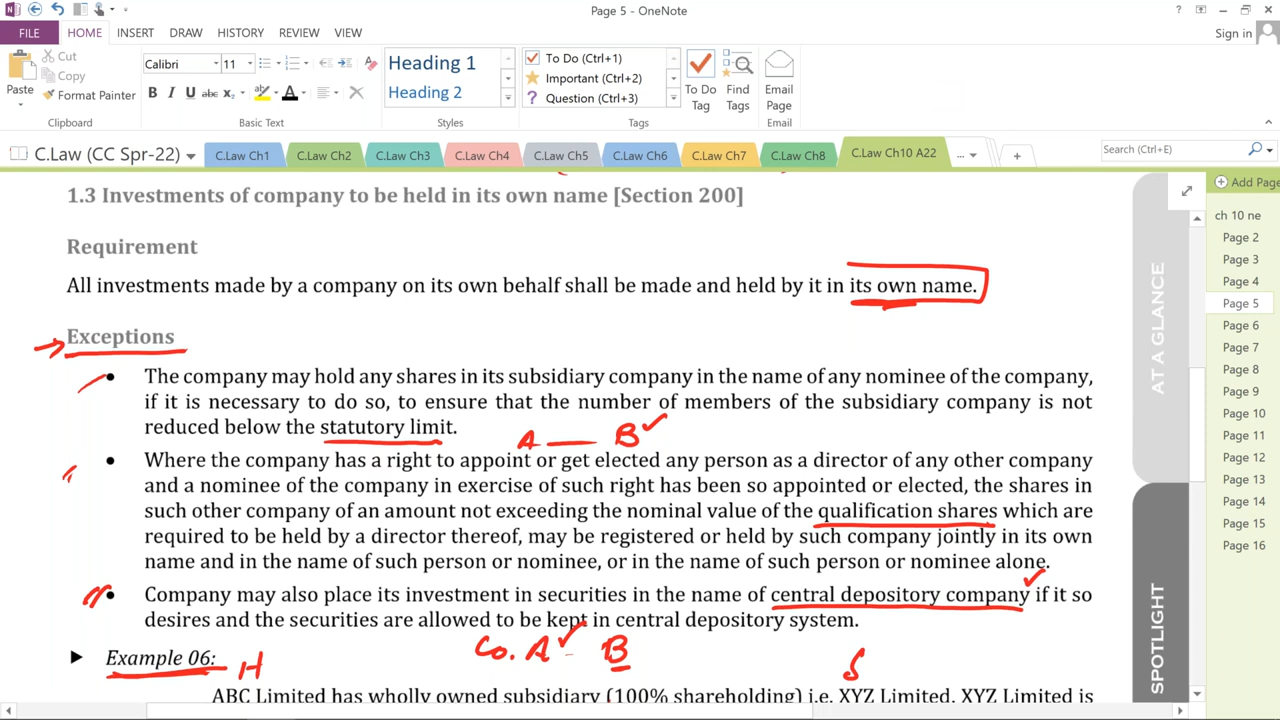 Page 5 - OneNote
FILE HOME INSERT DRAW HISTORY REVIEW VIEW
Sign in
Paste
Cut
Copy
Format Painter
Clipboard
Calibri 11
B I U abc x₂ A
Basic Text
Heading 1
Heading 2
Styles
To Do (Ctrl+1)
Important (Ctrl+2)
Question (Ctrl+3)
Tags
To Do Tag
Find Tags
Email Page
Email
C.Law (CC Spr-22) C.Law Ch1 C.Law Ch2 C.Law Ch3 C.Law Ch4 C.Law Ch5 C.Law Ch6 C.Law Ch7 C.Law Ch8 C.Law Ch10 A22 ... +
Search (Ctrl+E)
1.3 Investments of company to be held in its own name [Section 200]
Requirement
All investments made by a company on its own behalf shall be made and held by it in its own name.
Exceptions
• The company may hold any shares in its subsidiary company in the name of any nominee of the company,
if it is necessary to do so, to ensure that the number of members of the subsidiary company is not
reduced below the statutory limit.
A — B
• Where the company has a right to appoint or get elected any person as a director of any other company
and a nominee of the company in exercise of such right has been so appointed or elected, the shares in
such other company of an amount not exceeding the nominal value of the qualification shares which are
required to be held by a director thereof, may be registered or held by such company jointly in its own
name and in the name of such person or nominee, or in the name of such person or nominee alone.
• Company may also place its investment in securities in the name of central depository company if it so
desires and the securities are allowed to be kept in central depository system.
Co. A - B
Example 06: H S
ABC Limited has wholly owned subsidiary (100% shareholding) i.e. XYZ Limited. XYZ Limited is
AT A GLANCE
SPOTLIGHT
Add Page
ch 10 ne
Page 2
Page 3
Page 4
Page 5
Page 6
Page 7
Page 8
Page 9
Page 10
Page 11
Page 12
Page 13
Page 14
Page 15
Page 16